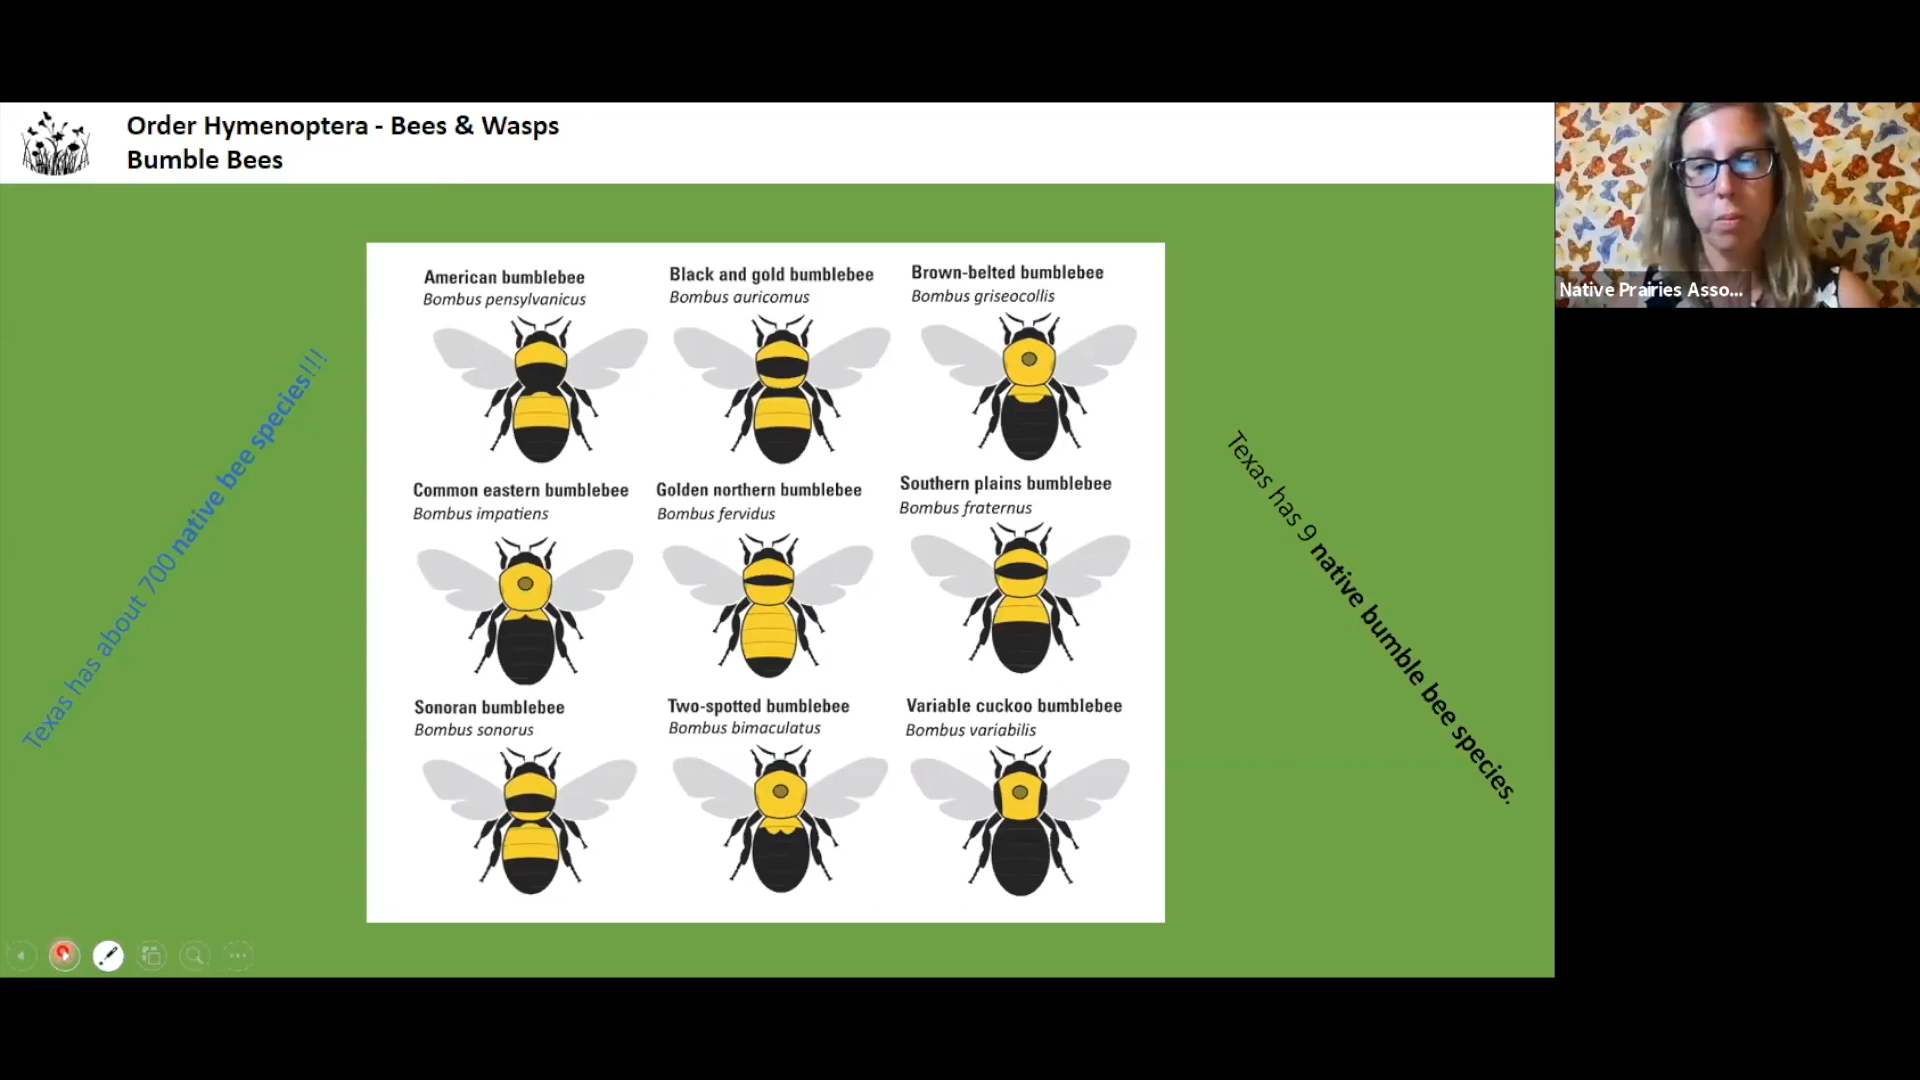 Order Hymenoptera - Bees & Wasps
Bumble Bees
Native Prairies Asso...
Texas has about 700 native bee species!!!
American bumblebee
Bombus pensylvanicus
Black and gold bumblebee
Bombus auricomus
Brown-belted bumblebee
Bombus griseocollis
Common eastern bumblebee
Bombus impatiens
Golden northern bumblebee
Bombus fervidus
Southern plains bumblebee
Bombus fraternus
Sonoran bumblebee
Bombus sonorus
Two-spotted bumblebee
Bombus bimaculatus
Variable cuckoo bumblebee
Bombus variabilis
Texas has 9 native bumble bee species.